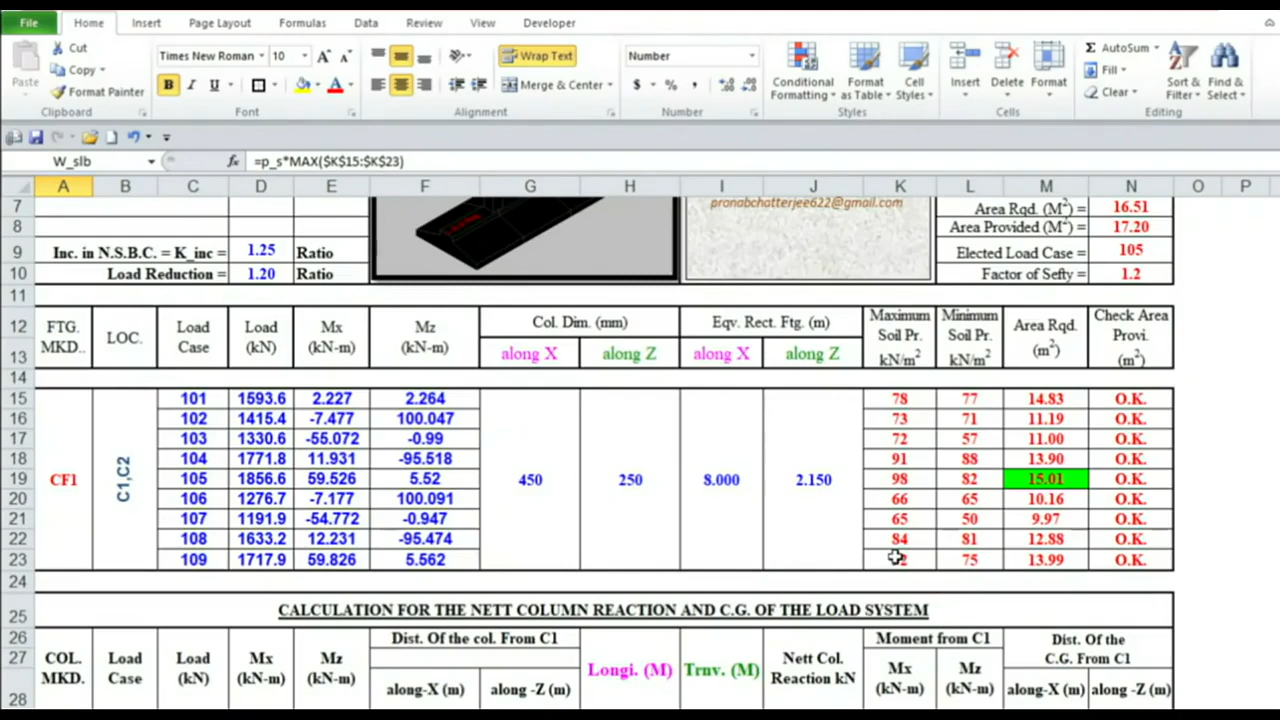 File Home Insert Page Layout Formulas Data Review View Developer
Cut Times New Roman 10 A A Wrap Text Number Σ AutoSum
Paste Copy Fill
Format Painter B I U A Merge & Center $ % , Conditional Formatting Format as Table Cell Styles Insert Delete Format Clear Sort & Filter Find & Select
Clipboard Font Alignment Number Styles Cells Editing
W_slb fx =p_s*MAX($K$15:$K$23)
A B C D E F G H I J K L M N O P
7 pronabchatterjee622@gmail.com Area Rqd. (M2) = 16.51
8 Area Provided (M2) = 17.20
9 Inc. in N.S.B.C. = K_inc = 1.25 Ratio Elected Load Case = 105
10 Load Reduction = 1.20 Ratio Factor of Sefty = 1.2
11
12 FTG. MKD.. LOC. Load Case Load (kN) Mx (kN-m) Mz (kN-m) Col. Dim. (mm) Eqv. Rect. Ftg. (m) Maximum Soil Pr. kN/m2 Minimum Soil Pr. kN/m2 Area Rqd. (m2) Check Area Provi. (m2)
13 along X along Z along X along Z
14
15 101 1593.6 2.227 2.264 78 77 14.83 O.K.
16 102 1415.4 -7.477 100.047 73 71 11.19 O.K.
17 103 1330.6 -55.072 -0.99 72 57 11.00 O.K.
18 104 1771.8 11.931 -95.518 91 88 13.90 O.K.
19 CF1 C1,C2 105 1856.6 59.526 5.52 450 250 8.000 2.150 98 82 15.01 O.K.
20 106 1276.7 -7.177 100.091 66 65 10.16 O.K.
21 107 1191.9 -54.772 -0.947 65 50 9.97 O.K.
22 108 1633.2 12.231 -95.474 84 81 12.88 O.K.
23 109 1717.9 59.826 5.562 75 13.99 O.K.
24
25 CALCULATION FOR THE NETT COLUMN REACTION AND C.G. OF THE LOAD SYSTEM
26 Dist. Of the col. From C1 Moment from C1 Dist. Of the C.G. From C1
27 COL. MKD. Load Case Load (kN) Mx (kN-m) Mz (kN-m) Longi. (M) Trnv. (M) Nett Col. Reaction kN Mx (kN-m) Mz (kN-m)
28 along-X (m) along -Z (m) along-X (m) along -Z (m)